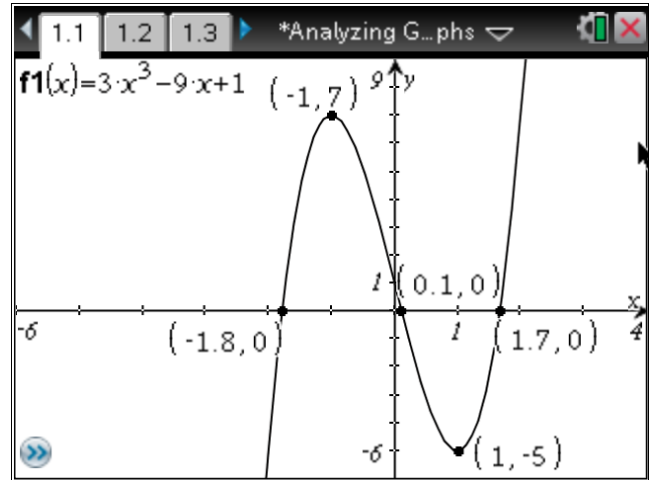 1.1 1.2 1.3 *Analyzing G...phs
f1(x)=3·x³-9·x+1
(-1,7)
9 y
1
(0.1,0)
x
-6
(-1.8,0)
1
(1.7,0)
4
-6
(1,-5)